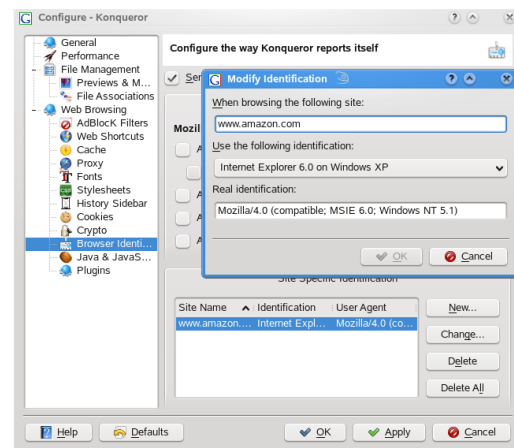 Configure - Konqueror
General
Performance
File Management
Previews & M...
File Associations
Web Browsing
AdBlocK Filters
Web Shortcuts
Cache
Proxy
Fonts
Stylesheets
History Sidebar
Cookies
Crypto
Browser Identi...
Java & JavaS...
Plugins
Configure the way Konqueror reports itself
Ser
Mozil
A
A
A
A
Modify Identification
When browsing the following site:
www.amazon.com
Use the following identification:
Internet Explorer 6.0 on Windows XP
Real identification:
Mozilla/4.0 (compatible; MSIE 6.0; Windows NT 5.1)
OK
Cancel
Site Specific Identification
Site Name Identification User Agent
www.amazon.... Internet Expl... Mozilla/4.0 (co...
New...
Change...
Delete
Delete All
Help
Defaults
OK
Apply
Cancel